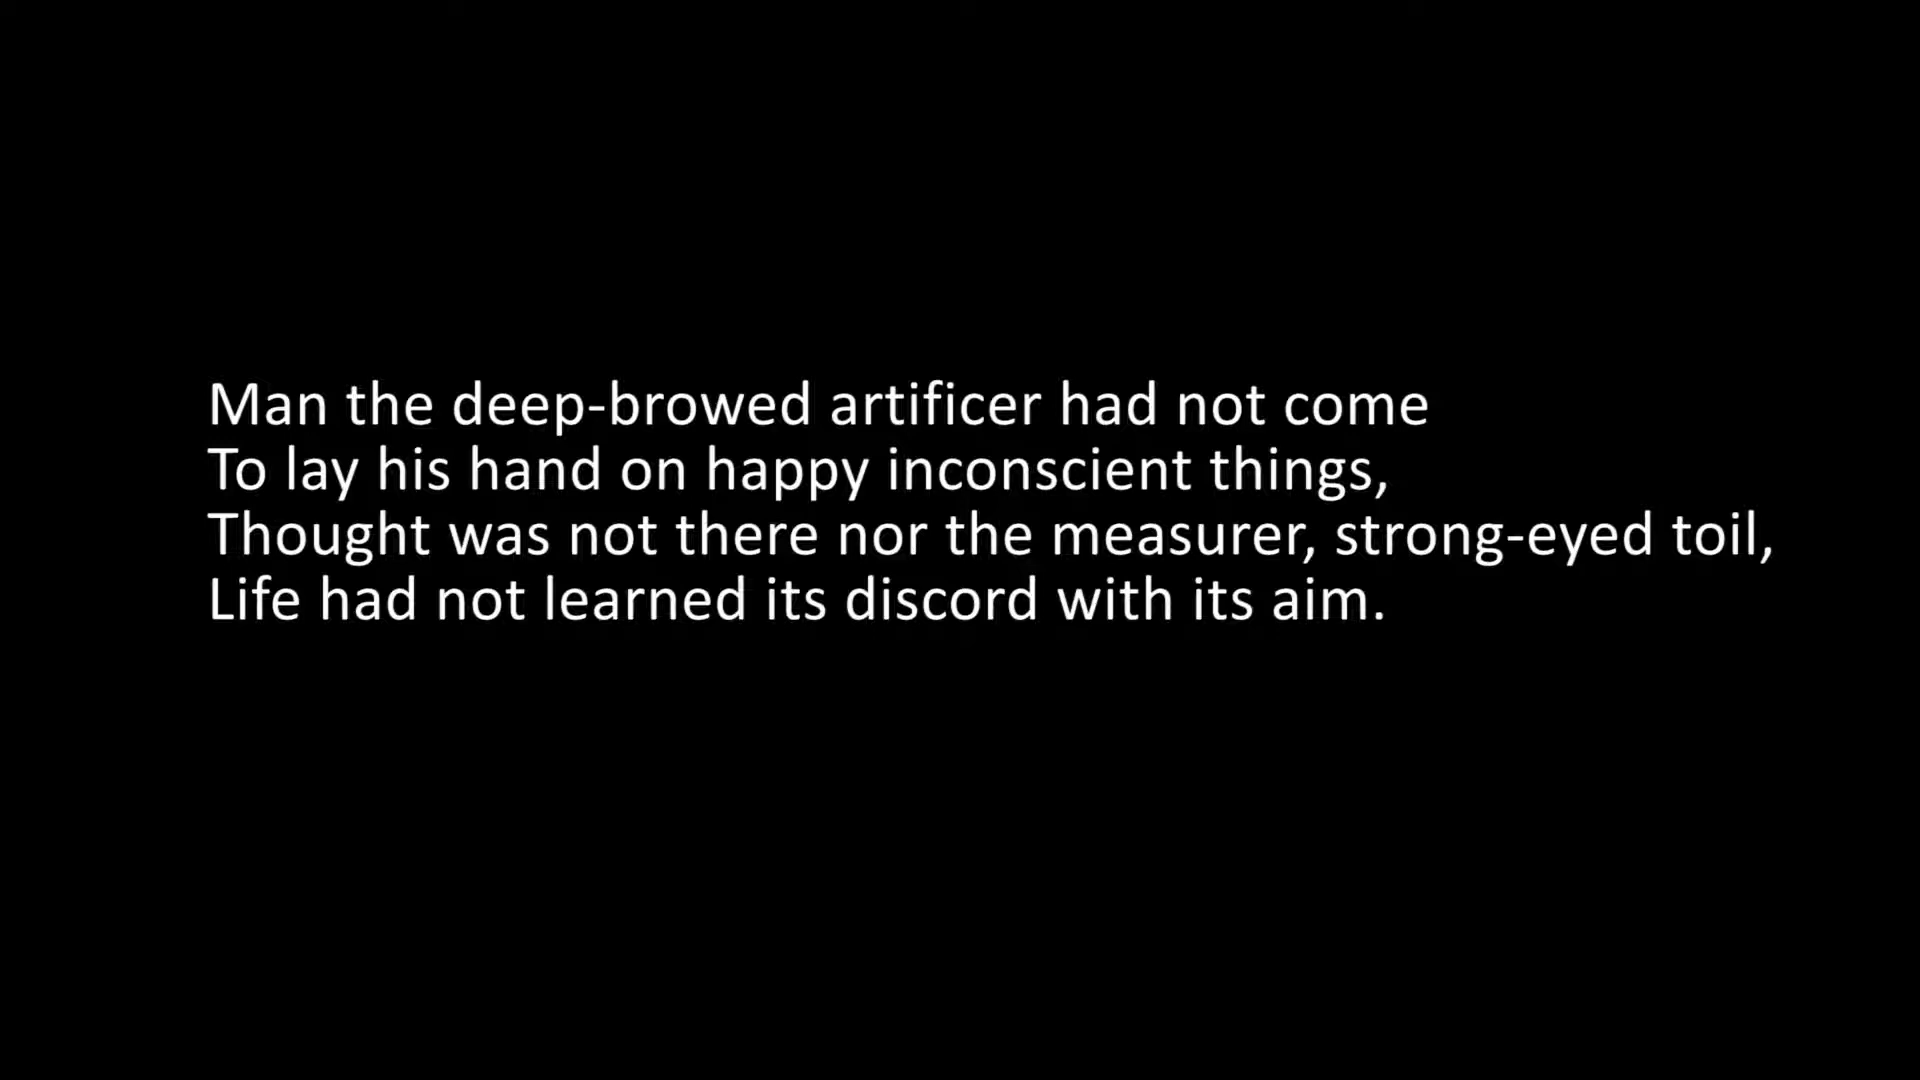 Man the deep-browed artificer had not come
To lay his hand on happy inconscient things,
Thought was not there nor the measurer, strong-eyed toil,
Life had not learned its discord with its aim.